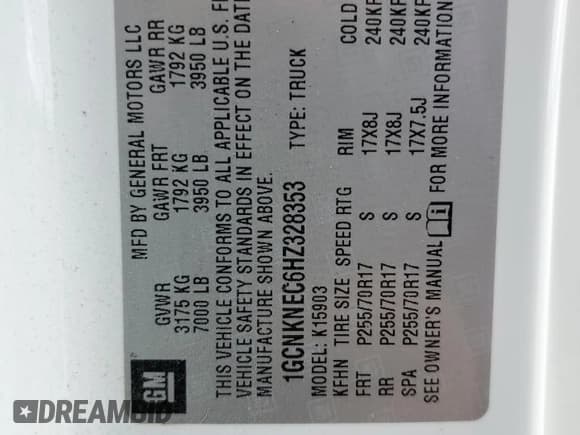 MFD BY GENERAL MOTORS LLC
GVWR GAWR FRT GAWR RR
3175 KG 1792 KG 1792 KG
7000 LB 3950 LB 3950 LB
THIS VEHICLE CONFORMS TO ALL APPLICABLE U.S.
VEHICLE SAFETY STANDARDS IN EFFECT ON THE DATE
MANUFACTURE SHOWN ABOVE.
1GCNKNEC6HZ328353 TYPE: TRUCK
MODEL: K15903
KFHN TIRE SIZE SPEED RTG RIM COLD
FRT P255/70R17 S 17X8J 240KP
RR P255/70R17 S 17X8J 240KP
SPA P255/70R17 S 17X7.5J 240KP
SEE OWNER'S MANUAL i FOR MORE INFORMATION
GM
DREAMBID